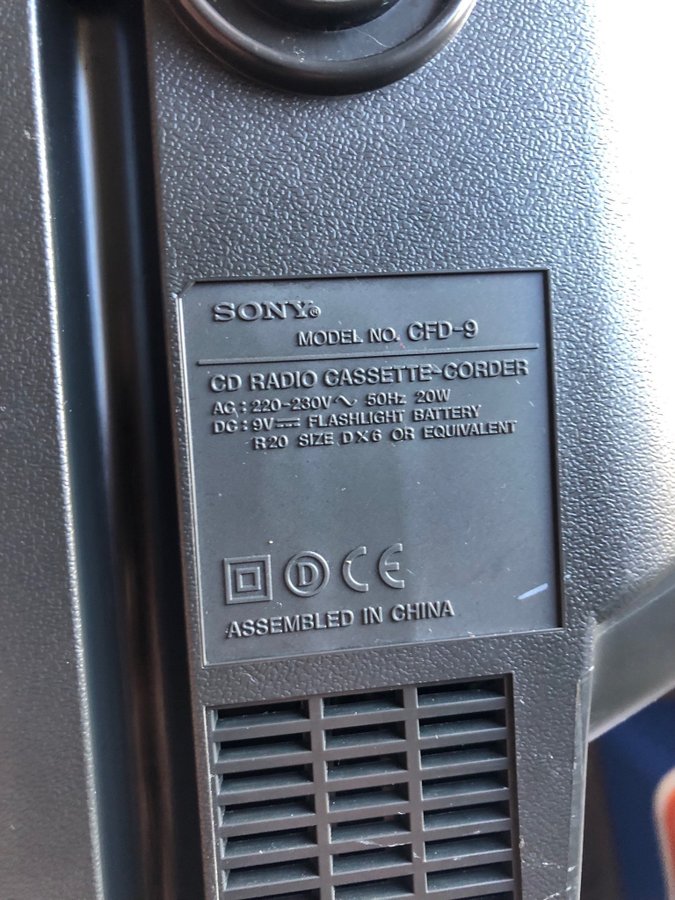 SONY®
MODEL NO. CFD-9
CD RADIO CASSETTE-CORDER
AC : 220-230V ∿ 50Hz 20W
DC : 9V ⎓ FLASHLIGHT BATTERY
R20 SIZE D×6 OR EQUIVALENT
D CE
ASSEMBLED IN CHINA